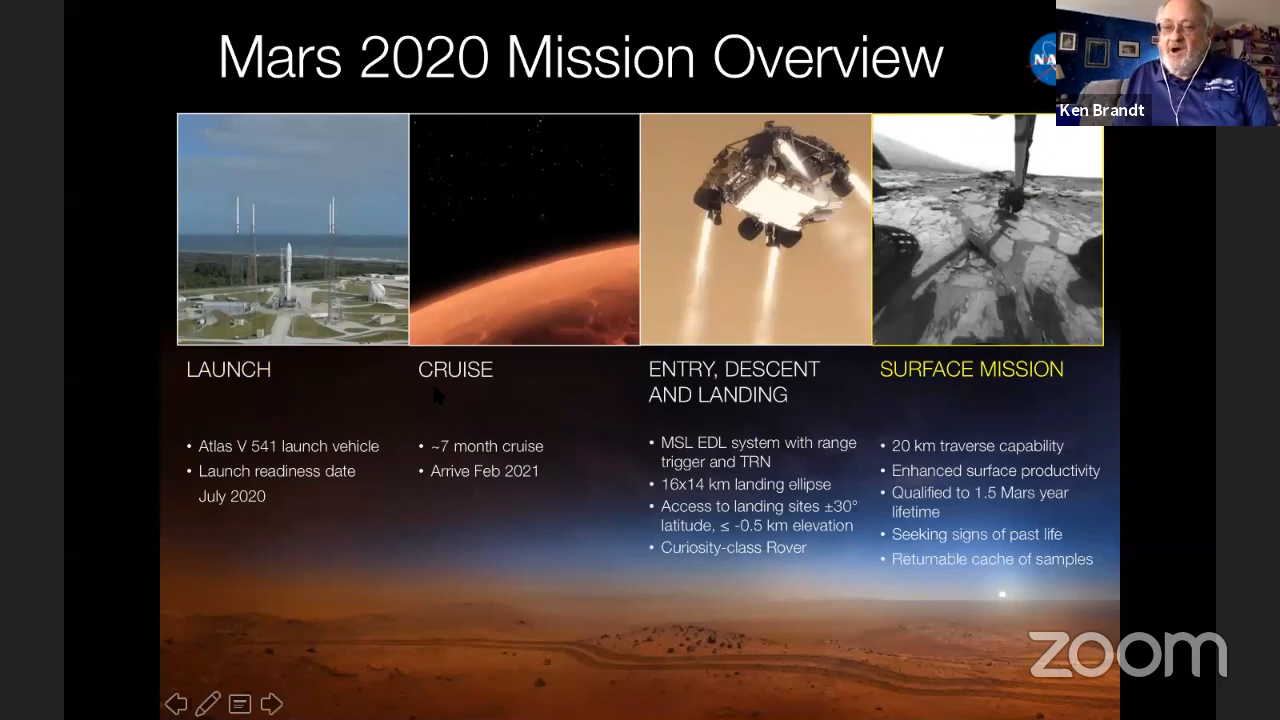 Mars 2020 Mission Overview
NA
Ken Brandt
LAUNCH
• Atlas V 541 launch vehicle
• Launch readiness date
July 2020
CRUISE
• ~7 month cruise
• Arrive Feb 2021
ENTRY, DESCENT
AND LANDING
• MSL EDL system with range
trigger and TRN
• 16x14 km landing ellipse
• Access to landing sites ±30°
latitude, ≤ -0.5 km elevation
• Curiosity-class Rover
SURFACE MISSION
• 20 km traverse capability
• Enhanced surface productivity
• Qualified to 1.5 Mars year
lifetime
• Seeking signs of past life
• Returnable cache of samples
zoom